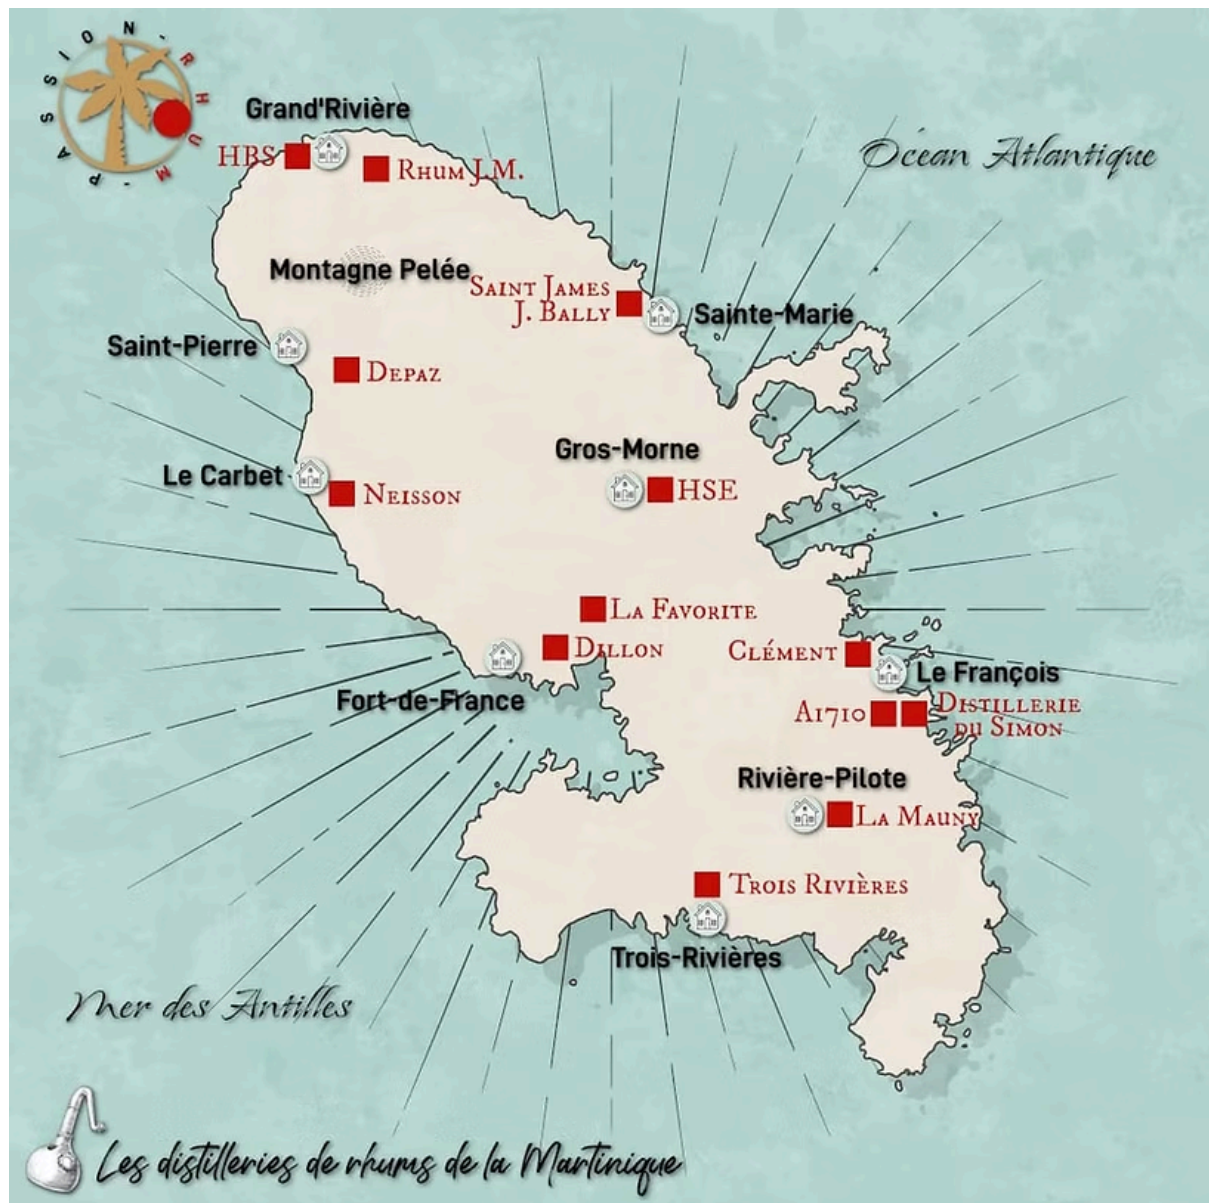 PASSION-RHUM-
Grand'Rivière
HBS
Rhum J.M.
Océan Atlantique
Montagne Pelée
Saint James
J. Bally
Sainte-Marie
Saint-Pierre
Depaz
Gros-Morne
Le Carbet
Neisson
HSE
La Favorite
Dillon
Clément
Le François
Fort-de-France
A1710
Distillerie
du Simon
Rivière-Pilote
La Mauny
Trois Rivières
Trois-Rivières
Mer des Antilles
Les distilleries de rhums de la Martinique